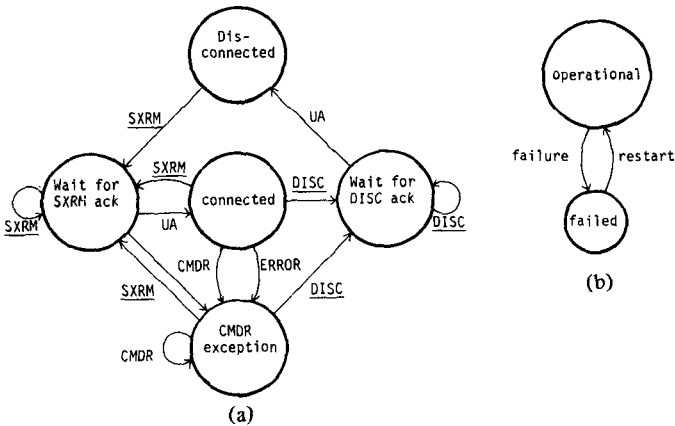 Dis-
connected
operational
SXRM
UA
failure
restart
Wait for
SXRM ack
SXRM
connected
DISC
Wait for
DISC ack
SXRM
UA
DISC
failed
CMDR
ERROR
SXRM
DISC
(b)
CMDR
exception
CMDR
(a)